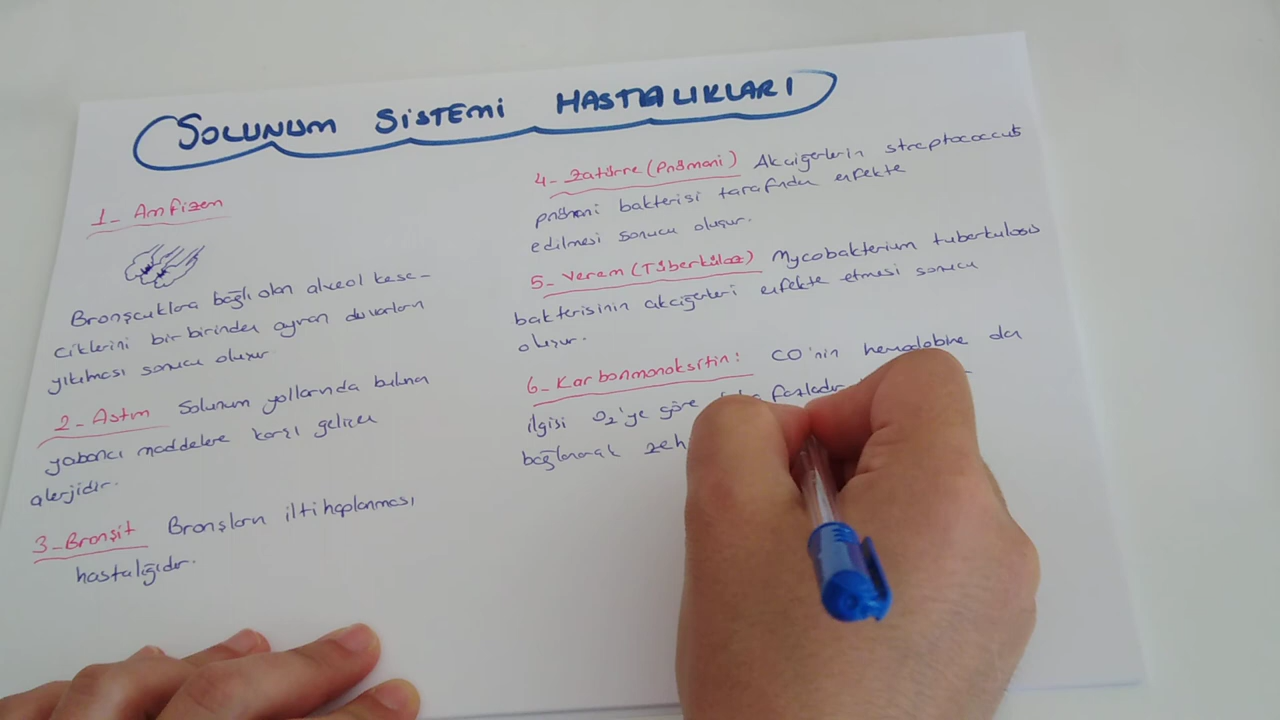 SOLUNUM SİSTEMİ HASTALIKLARI
1- Amfizem
Bronşcuklara bağlı olan alveol kese-
ciklerini birbirinden ayıran duvarların
yıkılması sonucu oluşur
2- Astım Solunum yollarında bulunan
yabancı maddelere karşı gelişen
alerjidir.
3-Bronşit Bronşların iltihaplanması
hastalığıdır.
4- Zatürre (Pnömoni) Akciğerlerin streptococcus
pnömoni bakterisi tarafından enfekte
edilmesi sonucu oluşur.
5- Verem (Tüberküloz) Mycobakterium tuberkulosis
bakterisinin akciğerleri enfekte etmesi sonucu
oluşur.
6-Karbonmonoksitin: CO'nin hemoglobine da
ilgisi O₂'ye göre fazladır
bağlanarak zeh